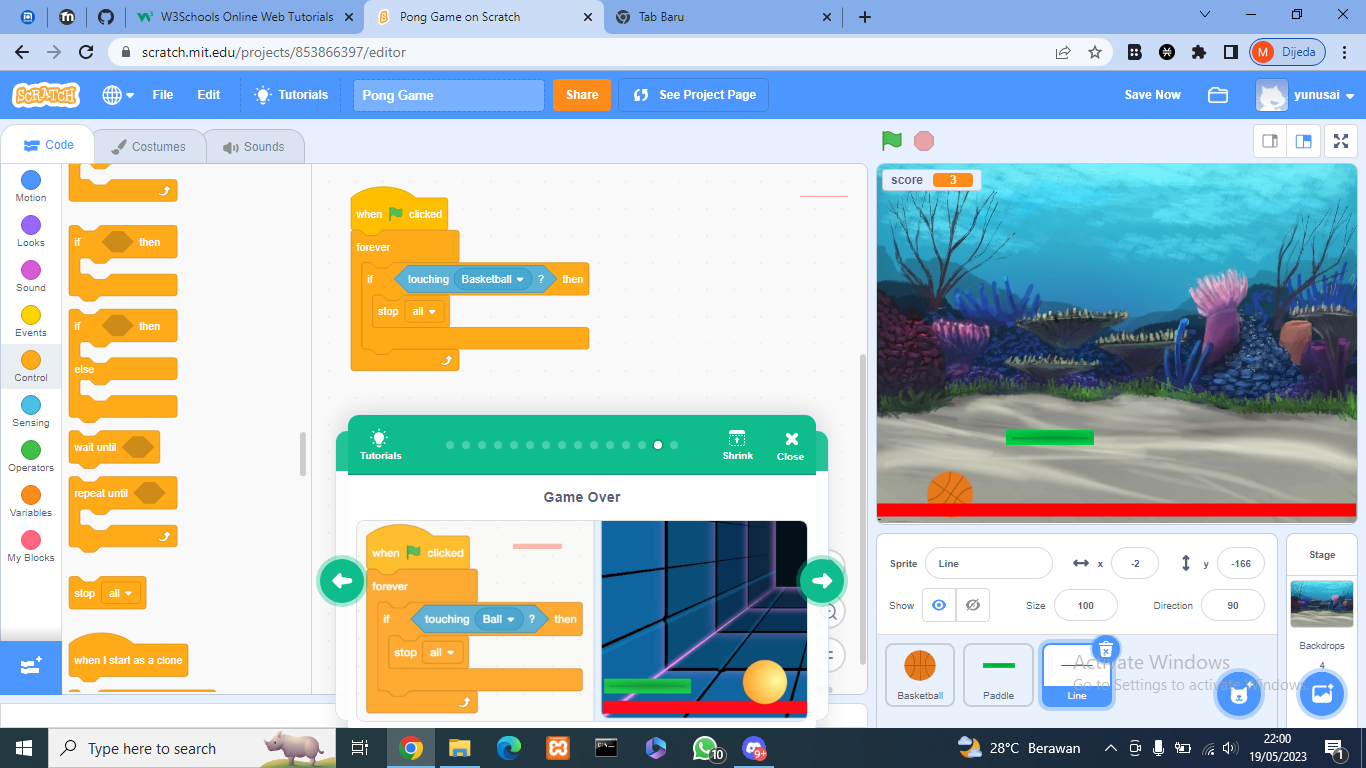 W3Schools Online Web Tutorials
Pong Game on Scratch
Tab Baru
scratch.mit.edu/projects/853866397/editor
M Dijeda
SCRATCH
File
Edit
Tutorials
Pong Game
Share
See Project Page
Save Now
yunusai
Code
Costumes
Sounds
Motion
Looks
Sound
Events
Control
Sensing
Operators
Variables
My Blocks
if then
if then
else
wait until
repeat until
stop all
when I start as a clone
when clicked
forever
if touching Basketball ? then
stop all
Tutorials
Shrink
Close
Game Over
when clicked
forever
if touching Ball ? then
stop all
score 3
Sprite Line x -2 y -166
Show Size 100 Direction 90
Basketball
Paddle
Line
Stage
Backdrops
4
Activate Windows
Go to Settings to activate Windows.
Type here to search
10
9+
28°C Berawan
22:00
19/05/2023
1